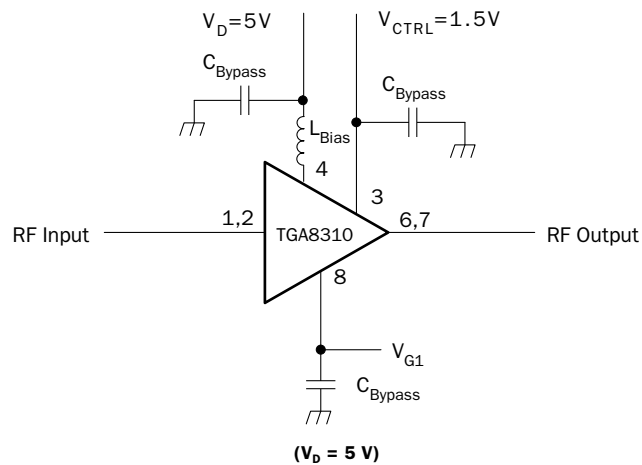 V_D=5V
V_CTRL=1.5V
C_Bypass
C_Bypass
L_Bias
4
3
1,2
6,7
RF Input
TGA8310
RF Output
8
V_G1
C_Bypass
(V_D = 5 V)